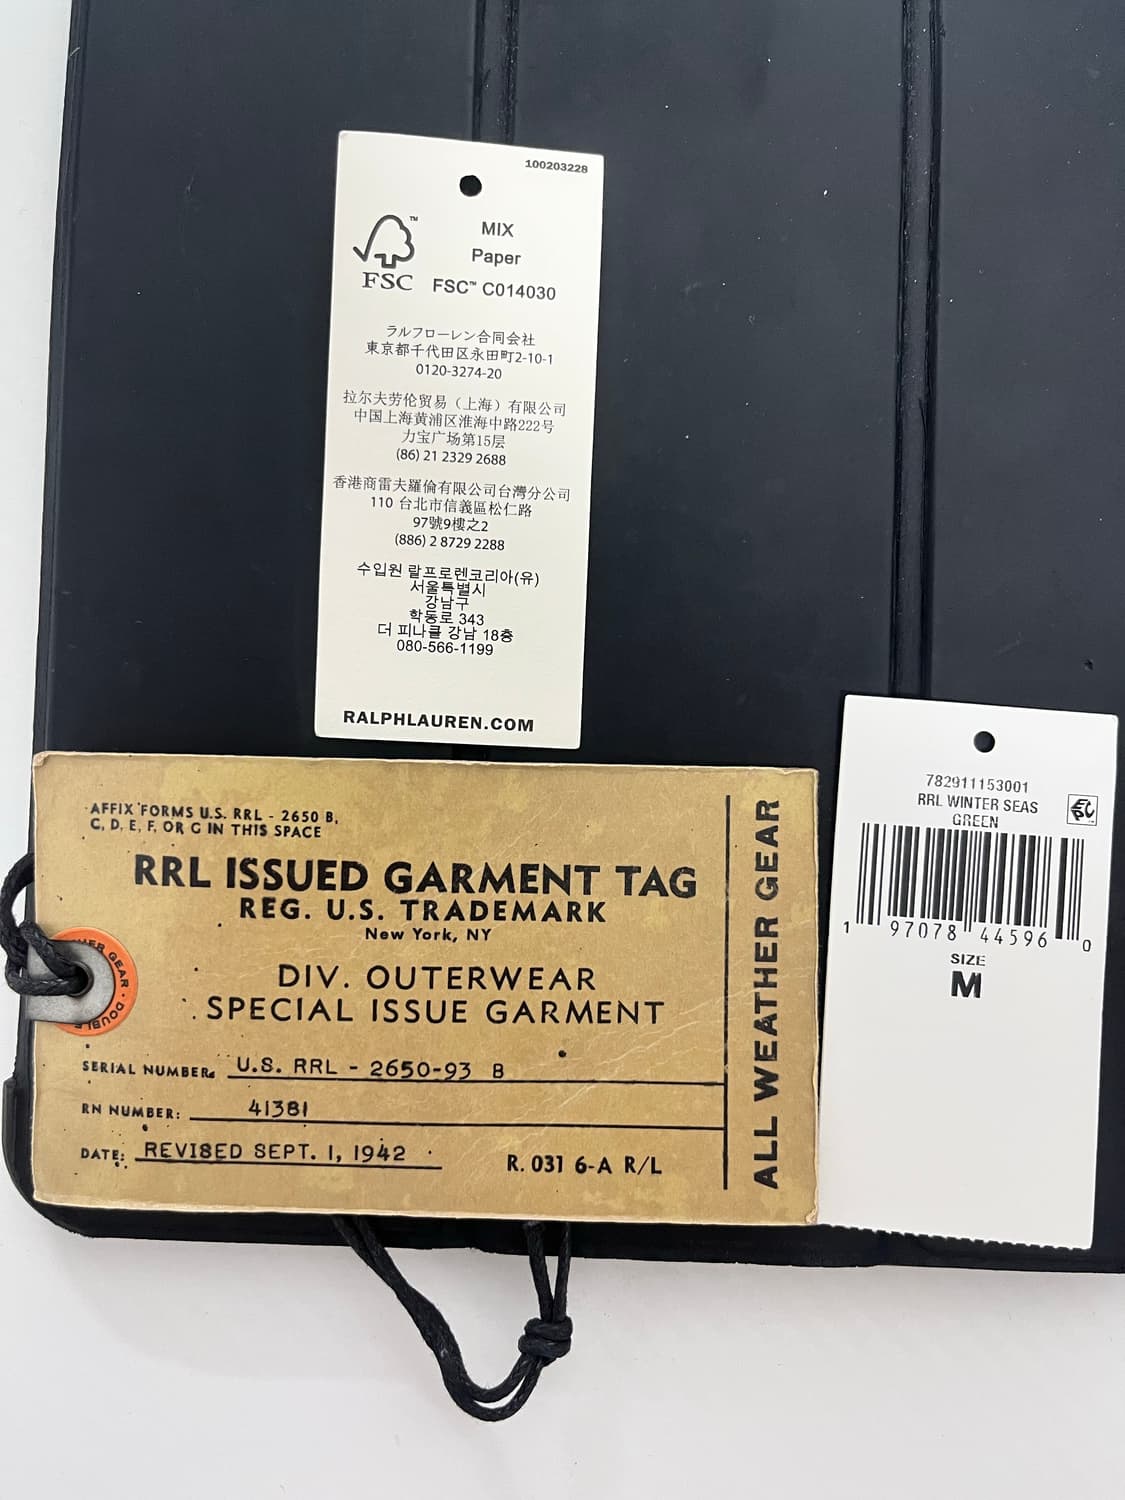 100203228
MIX
Paper
FSC™ C014030
FSC
ラルフローレン合同会社
東京都千代田区永田町2-10-1
0120-3274-20
拉尔夫劳伦贸易（上海）有限公司
中国上海黄浦区淮海中路222号
力宝广场第15层
(86) 21 2329 2688
香港商雷夫羅倫有限公司台灣分公司
110 台北市信義區松仁路
97號9樓之2
(886) 2 8729 2288
수입원 랄프로렌코리아(유)
서울특별시
강남구
학동로 343
더 피나클 강남 18층
080-566-1199
RALPHLAUREN.COM
AFFIX FORMS U.S. RRL - 2650 B,
C, D, E, F, OR G IN THIS SPACE
RRL ISSUED GARMENT TAG
REG. U.S. TRADEMARK
New York, NY
DIV. OUTERWEAR
SPECIAL ISSUE GARMENT
SERIAL NUMBER: U.S. RRL - 2650-93 B
RN NUMBER: 41381
DATE: REVISED SEPT. 1, 1942
R. 031 6-A R/L
ALL WEATHER GEAR
GEAR · DOUBLE
782911153001
RRL WINTER SEAS
GREEN
EPC
1 97078 44596 0
SIZE
M